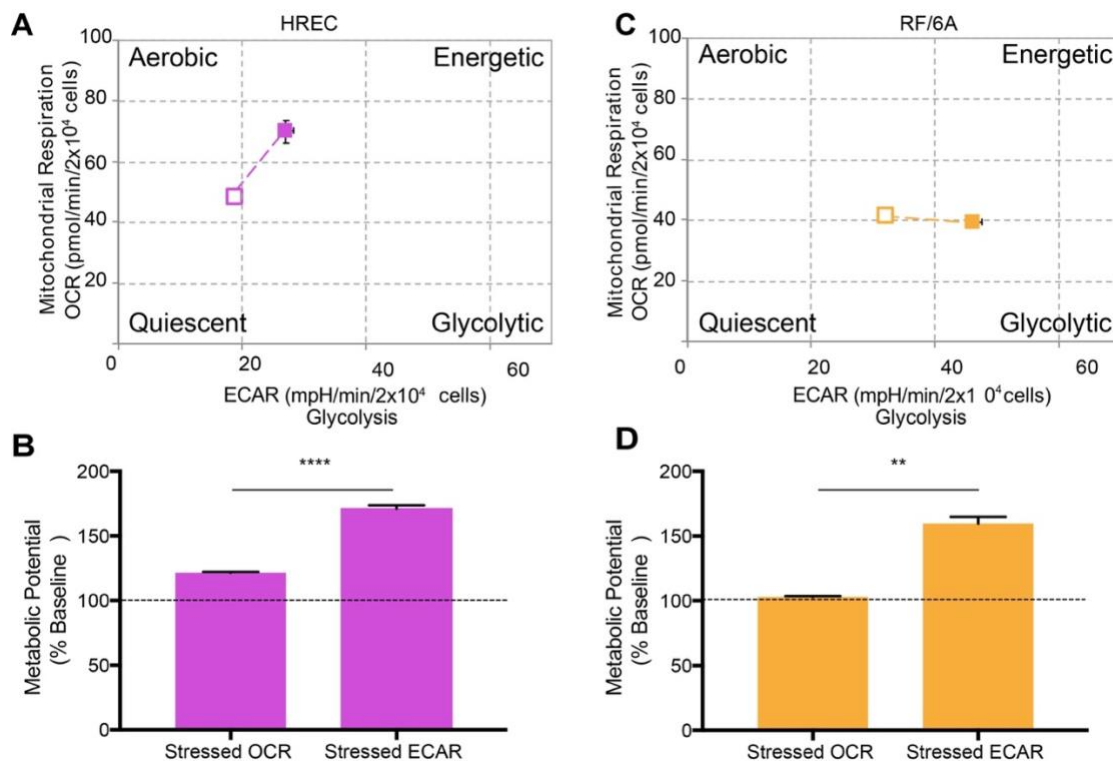 A
HREC
Mitochondrial Respiration
OCR (pmol/min/2x10⁴ cells)
100
80
60
40
20
Aerobic
Energetic
Quiescent
Glycolytic
0
20
40
60
ECAR (mpH/min/2x10⁴ cells)
Glycolysis
C
RF/6A
Mitochondrial Respiration
OCR (pmol/min/2x10⁴ cells)
100
80
60
40
20
Aerobic
Energetic
Quiescent
Glycolytic
0
20
40
60
ECAR (mpH/min/2x1 0⁴cells)
Glycolysis
B
Metabolic Potential
(% Baseline )
200
150
100
50
0
****
Stressed OCR
Stressed ECAR
D
Metabolic Potential
(% Baseline )
200
150
100
50
0
**
Stressed OCR
Stressed ECAR